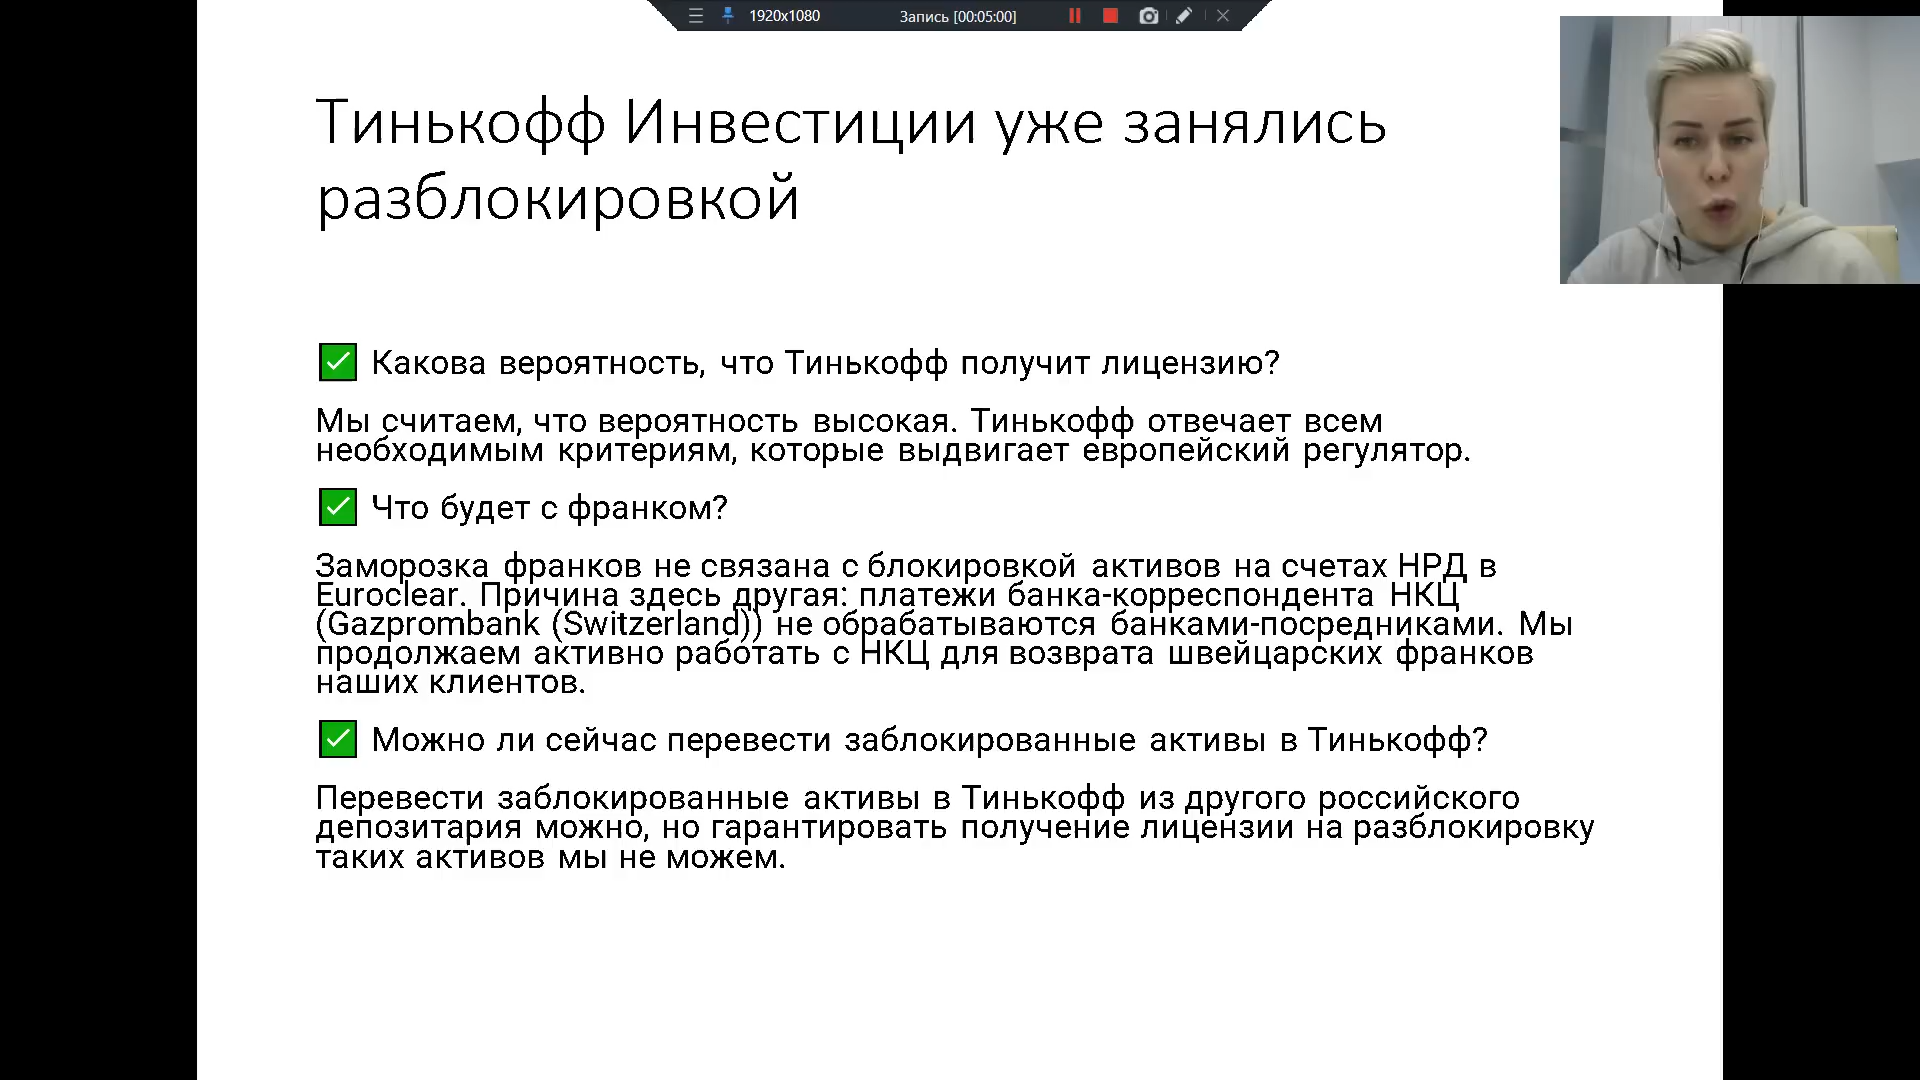 1920x1080 Запись [00:05:00]
Тинькофф Инвестиции уже занялись
разблокировкой
Какова вероятность, что Тинькофф получит лицензию?
Мы считаем, что вероятность высокая. Тинькофф отвечает всем
необходимым критериям, которые выдвигает европейский регулятор.
Что будет с франком?
Заморозка франков не связана с блокировкой активов на счетах НРД в
Euroclear. Причина здесь другая: платежи банка-корреспондента НКЦ
(Gazprombank (Switzerland)) не обрабатываются банками-посредниками. Мы
продолжаем активно работать с НКЦ для возврата швейцарских франков
наших клиентов.
Можно ли сейчас перевести заблокированные активы в Тинькофф?
Перевести заблокированные активы в Тинькофф из другого российского
депозитария можно, но гарантировать получение лицензии на разблокировку
таких активов мы не можем.